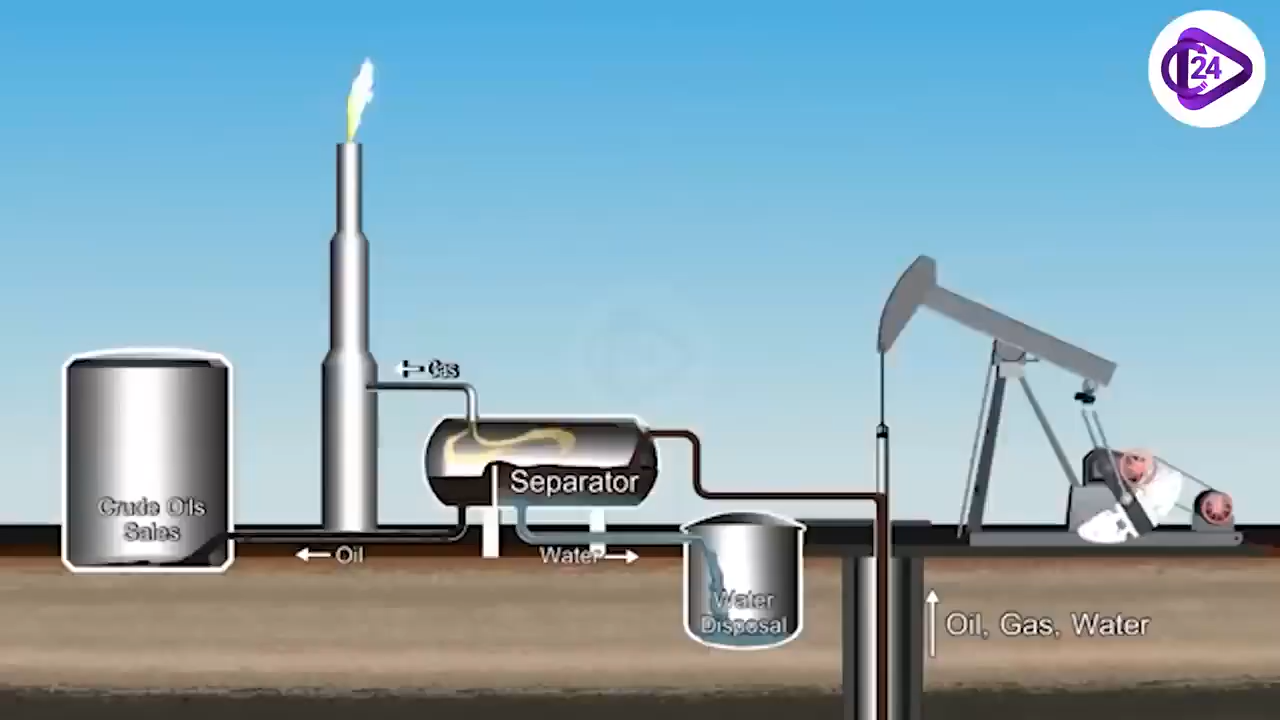 24
Gas
Separator
Crude Oils
Sales
Oil
Water
Water
Disposal
Oil, Gas, Water